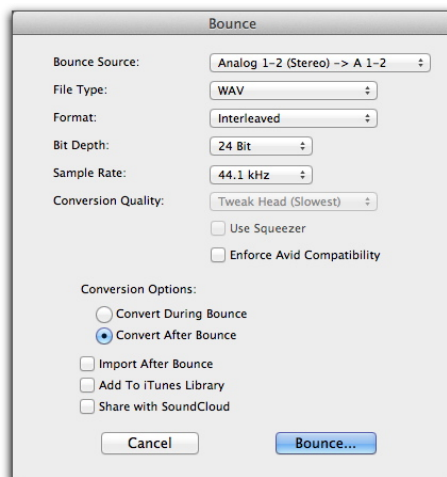 Bounce
Bounce Source: Analog 1-2 (Stereo) -> A 1-2
File Type: WAV
Format: Interleaved
Bit Depth: 24 Bit
Sample Rate: 44.1 kHz
Conversion Quality: Tweak Head (Slowest)
Use Squeezer
Enforce Avid Compatibility
Conversion Options:
Convert During Bounce
Convert After Bounce
Import After Bounce
Add To iTunes Library
Share with SoundCloud
Cancel Bounce...